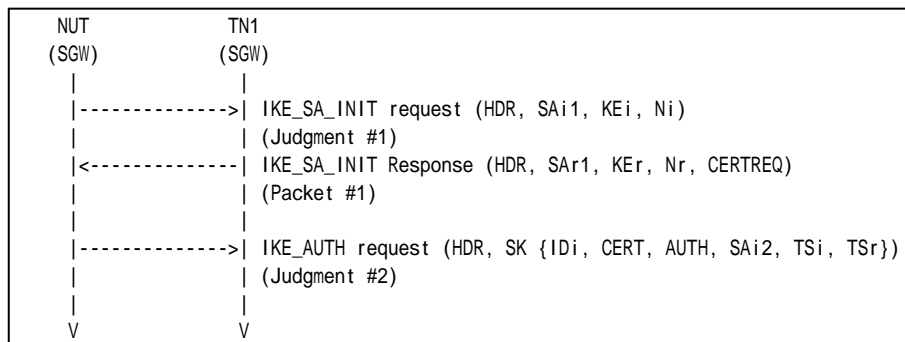 NUT TN1
(SGW) (SGW)
| |
|-------------->| IKE_SA_INIT request (HDR, SAi1, KEi, Ni)
| | (Judgment #1)
|<--------------| IKE_SA_INIT Response (HDR, SAr1, KEr, Nr, CERTREQ)
| | (Packet #1)
| |
|-------------->| IKE_AUTH request (HDR, SK {IDi, CERT, AUTH, SAi2, TSi, TSr})
| | (Judgment #2)
| |
V V